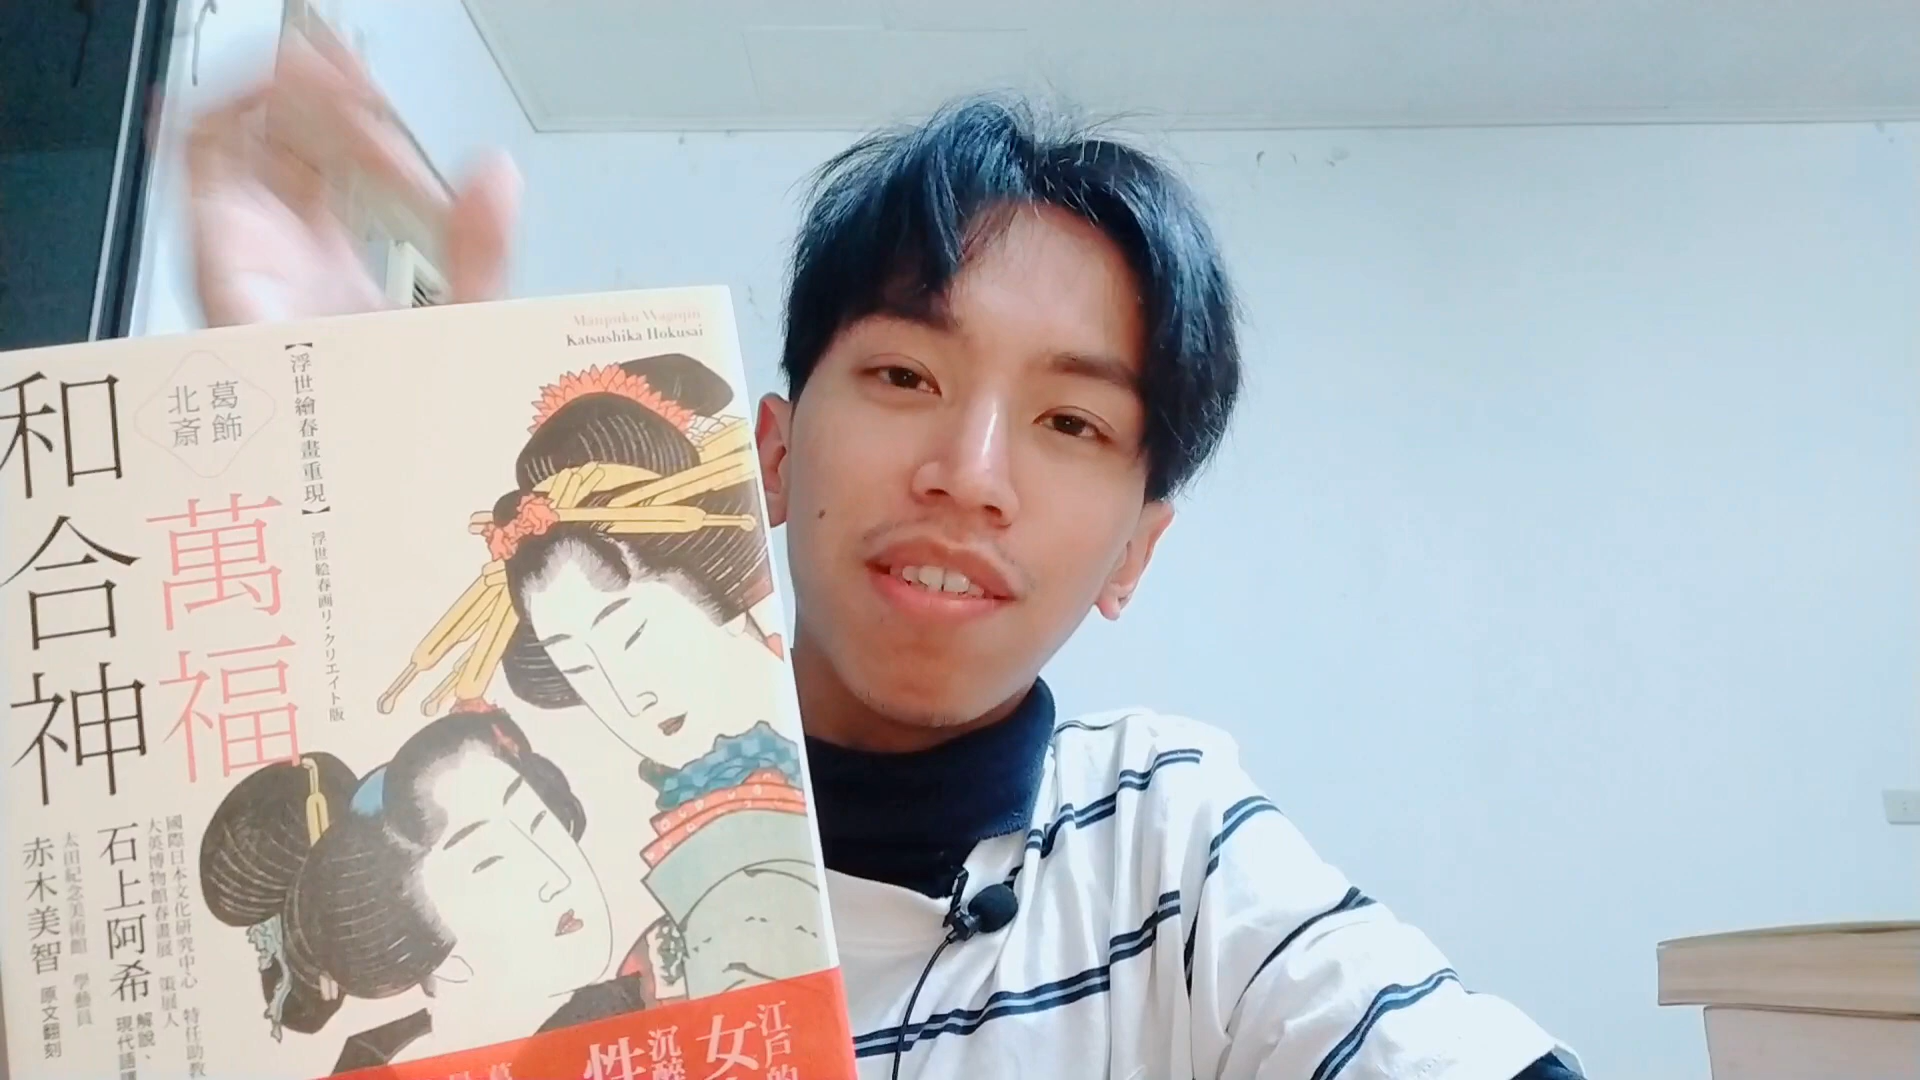 Manpuku Wagojin
Katsushika Hokusai
【浮世繪春畫重現】
浮世絵春画リ・クリエイト版
葛飾
北斎
萬福
和合神
國際日本文化研究中心 特任助教
大英博物館春畫展 策展人
石上阿希 解說、現代語譯
太田紀念美術館 學藝員
赤木美智 原文翻刻
江戶的
女
沉醉
性